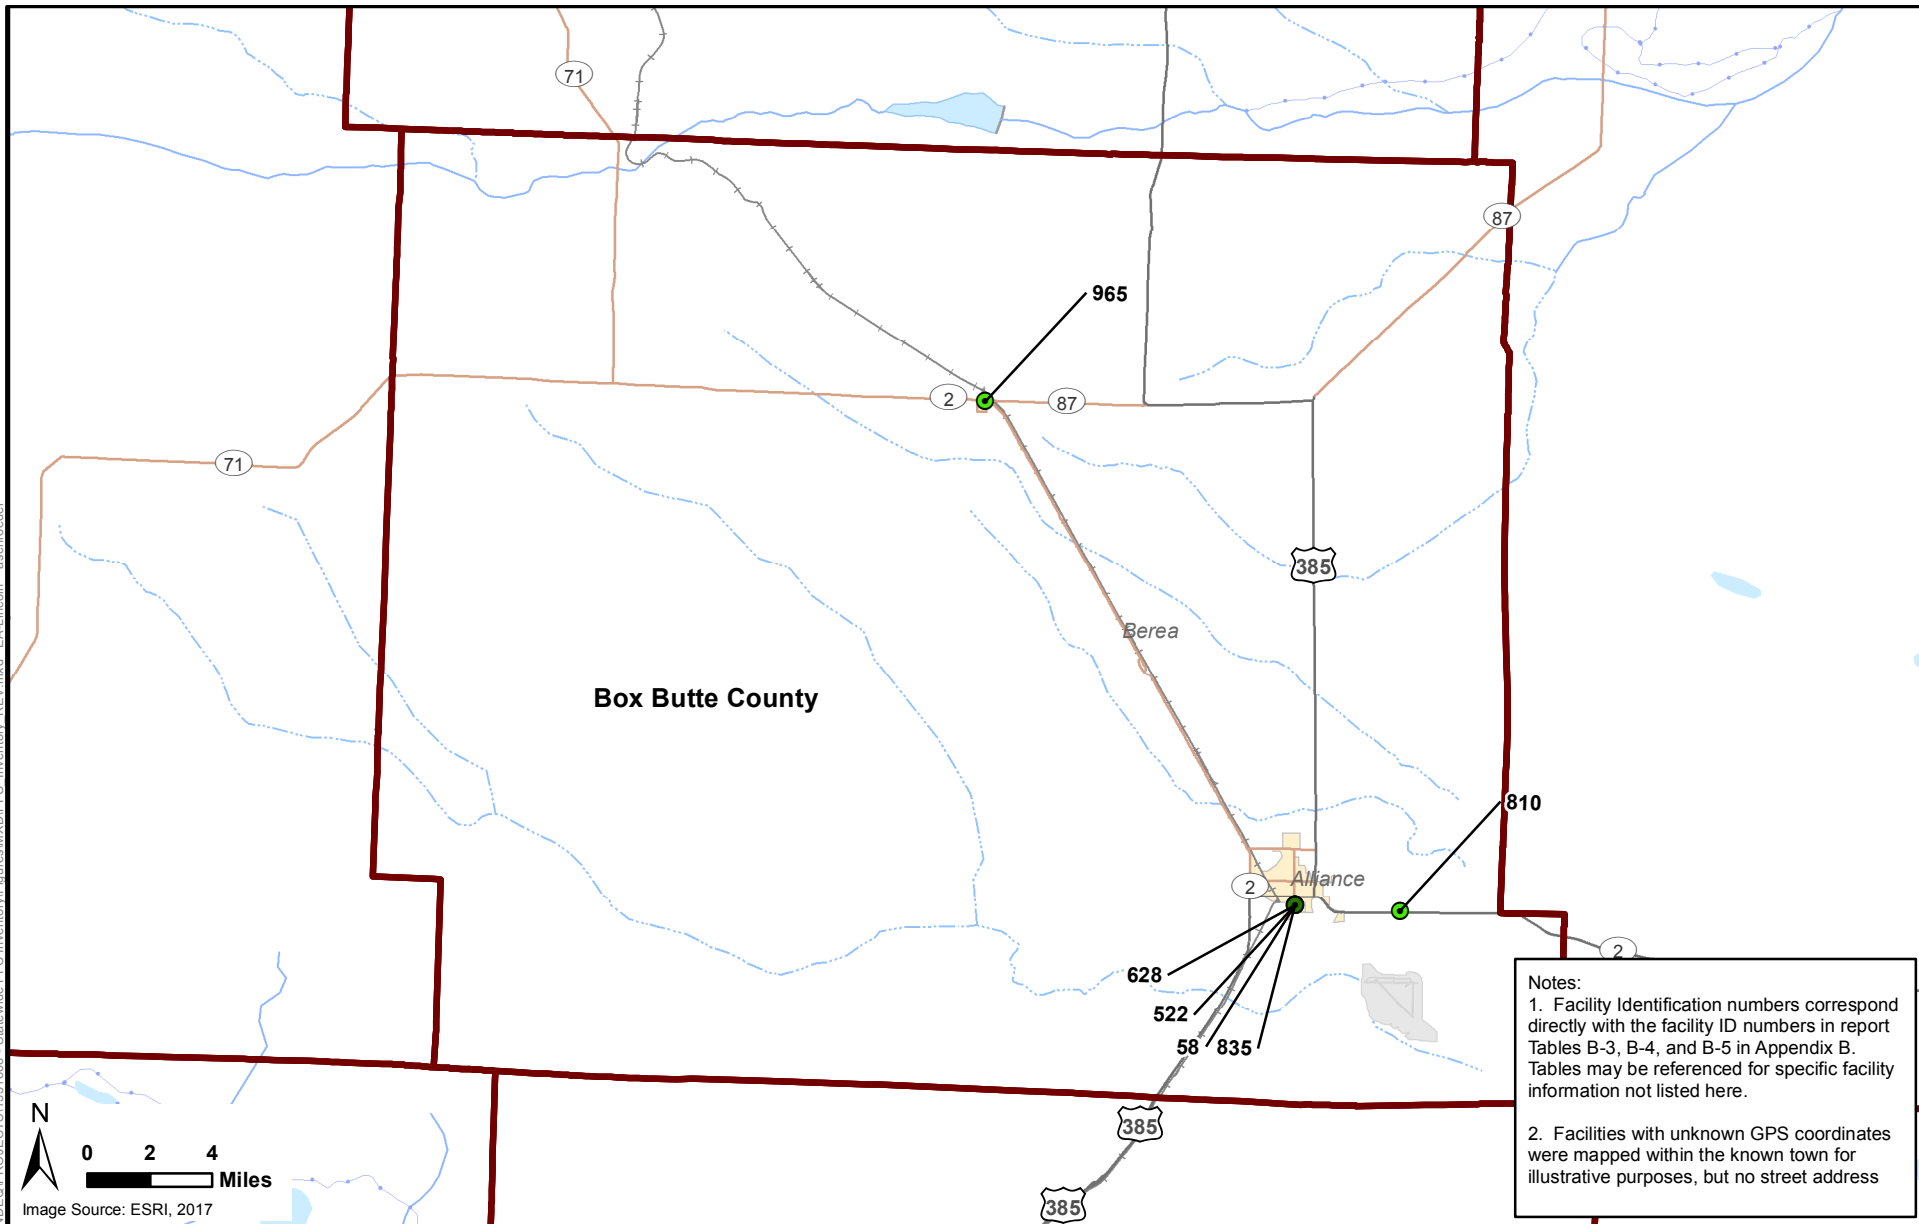 71
87
965
2
87
71
385
Berea
Box Butte County
810
Alliance
2
2
628
522
58
835
Notes:
1. Facility Identification numbers correspond
directly with the facility ID numbers in report
Tables B-3, B-4, and B-5 in Appendix B.
Tables may be referenced for specific facility
information not listed here.
2. Facilities with unknown GPS coordinates
were mapped within the known town for
illustrative purposes, but no street address
385
385
N
0 2 4
Miles
Image Source: ESRI, 2017